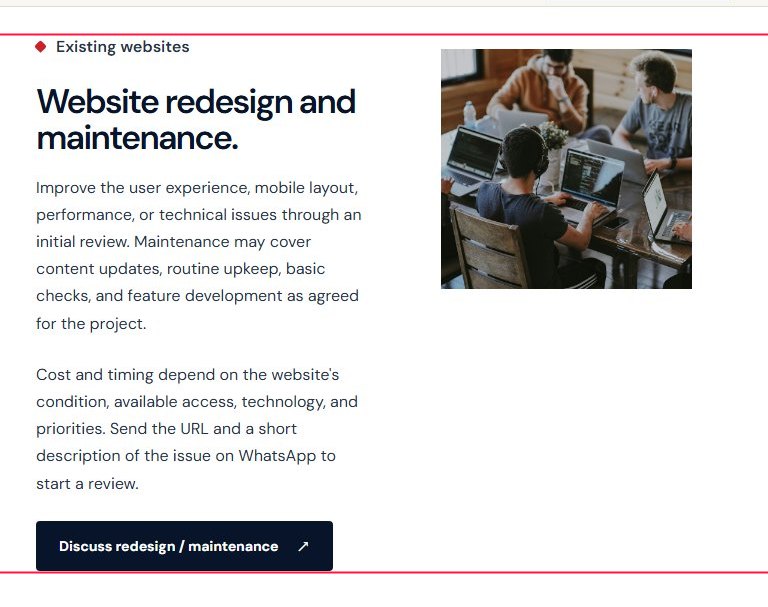 Existing websites
Website redesign and
maintenance.
Improve the user experience, mobile layout,
performance, or technical issues through an
initial review. Maintenance may cover
content updates, routine upkeep, basic
checks, and feature development as agreed
for the project.
Cost and timing depend on the website's
condition, available access, technology, and
priorities. Send the URL and a short
description of the issue on WhatsApp to
start a review.
Discuss redesign / maintenance ↗